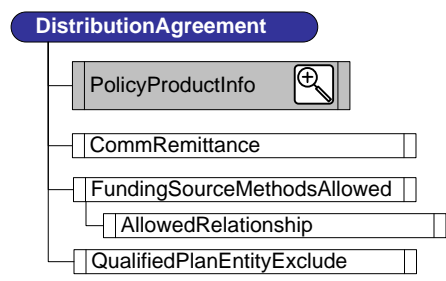 DistributionAgreement
PolicyProductInfo
CommRemittance
FundingSourceMethodsAllowed
AllowedRelationship
QualifiedPlanEntityExclude